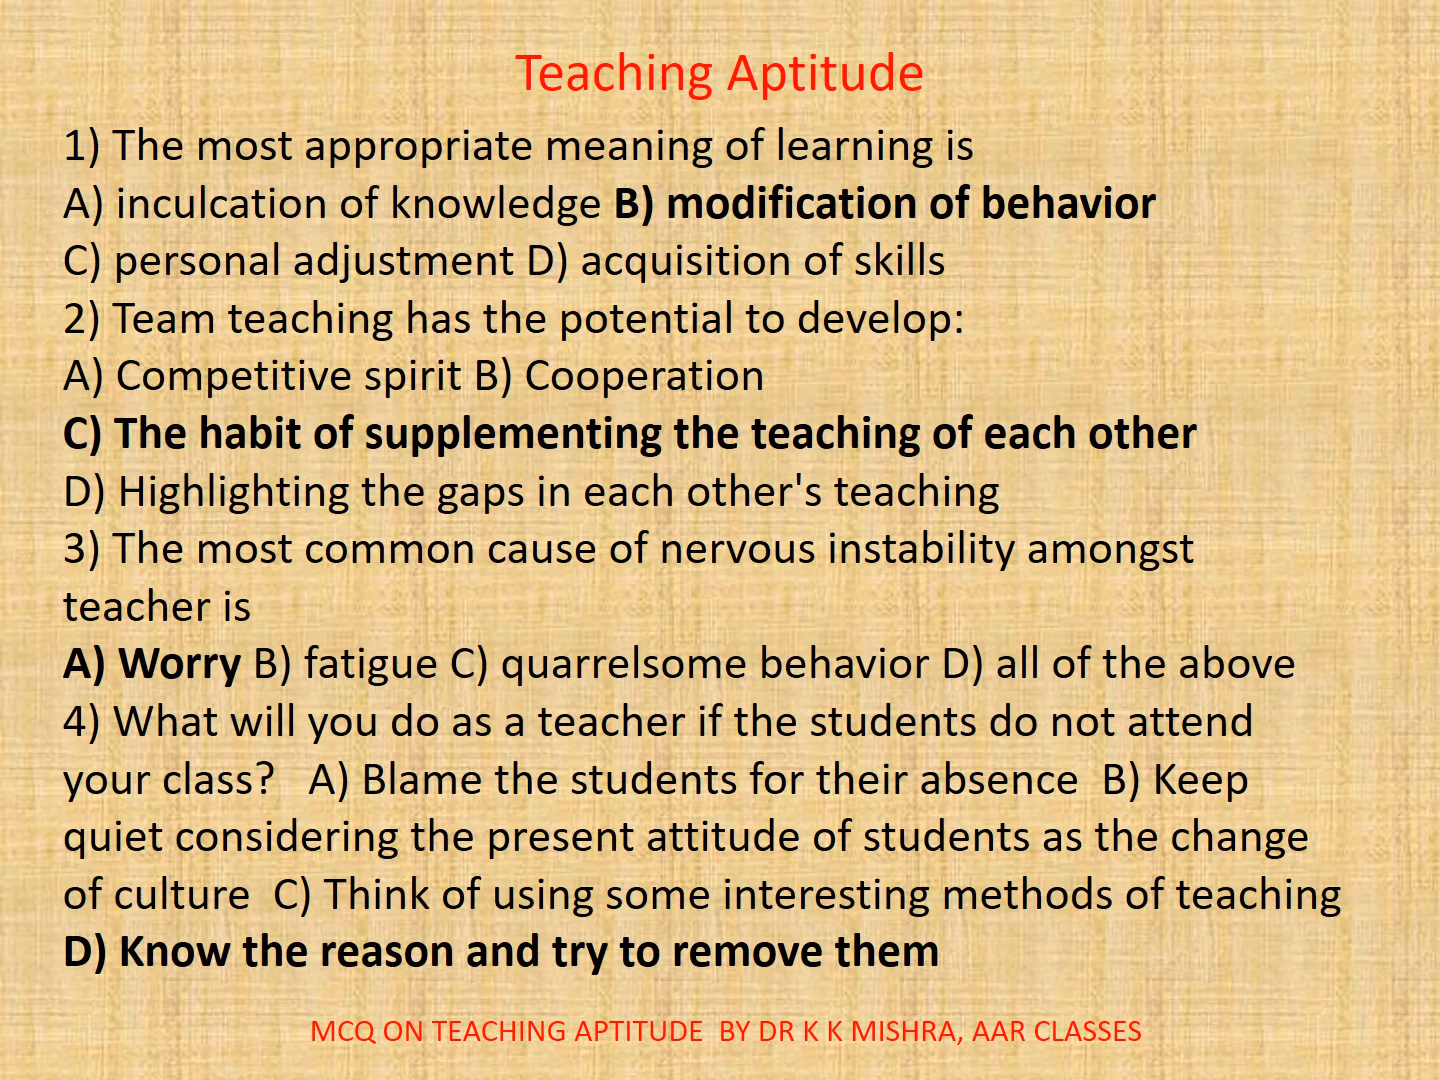 Teaching Aptitude
1) The most appropriate meaning of learning is
A) inculcation of knowledge B) modification of behavior
C) personal adjustment D) acquisition of skills
2) Team teaching has the potential to develop:
A) Competitive spirit B) Cooperation
C) The habit of supplementing the teaching of each other
D) Highlighting the gaps in each other's teaching
3) The most common cause of nervous instability amongst
teacher is
A) Worry B) fatigue C) quarrelsome behavior D) all of the above
4) What will you do as a teacher if the students do not attend
your class?   A) Blame the students for their absence  B) Keep
quiet considering the present attitude of students as the change
of culture  C) Think of using some interesting methods of teaching
D) Know the reason and try to remove them
MCQ ON TEACHING APTITUDE  BY DR K K MISHRA, AAR CLASSES